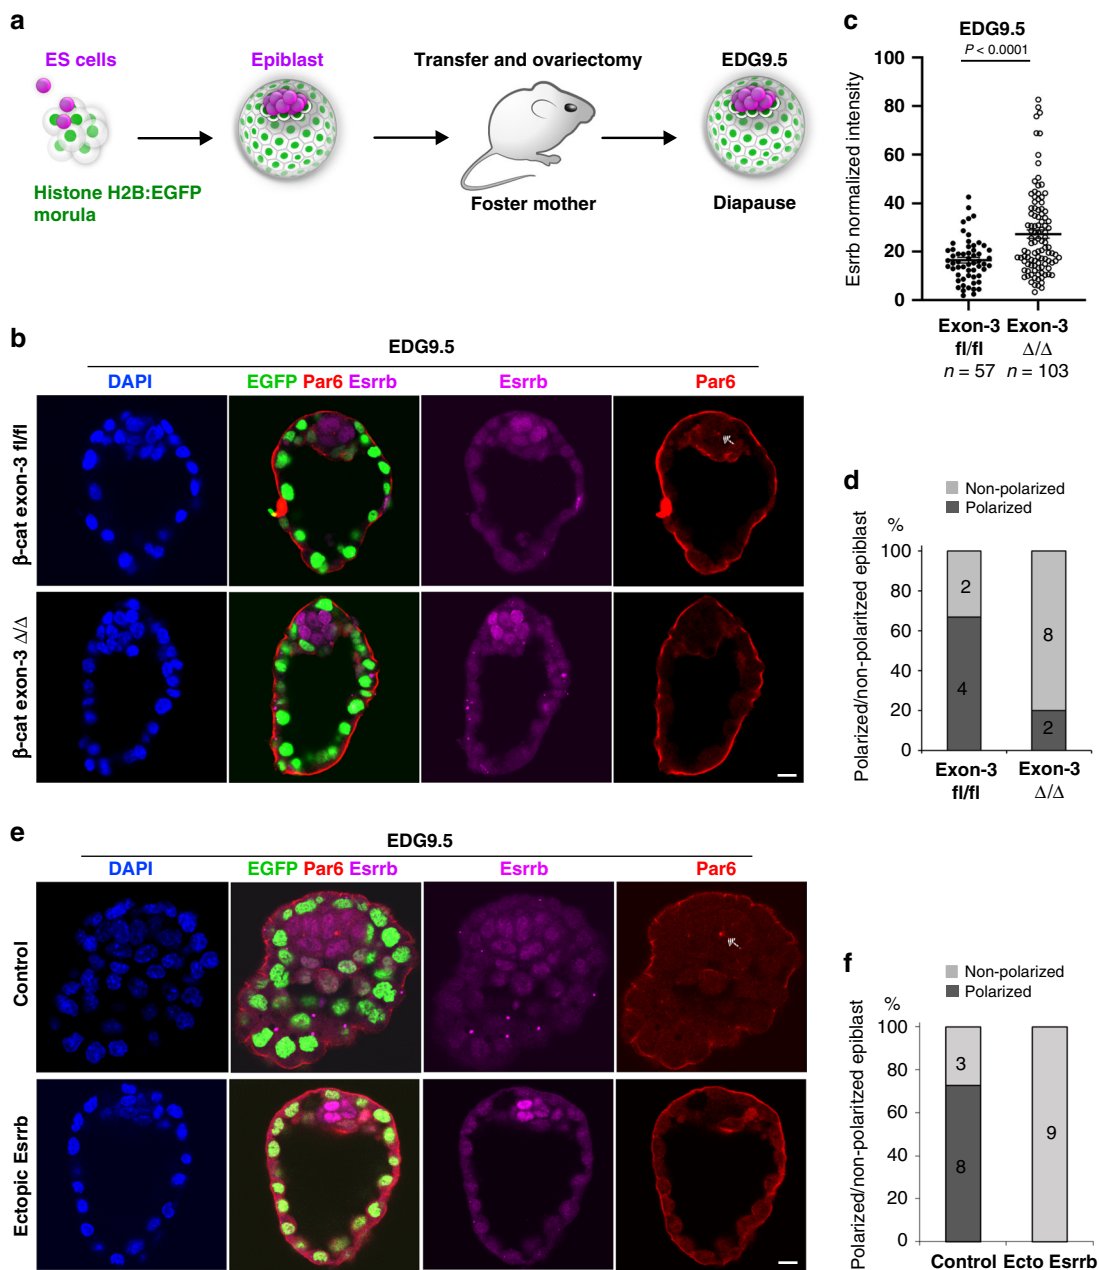 a
ES cells
Epiblast
Transfer and ovariectomy
EDG9.5
Histone H2B:EGFP
morula
Foster mother
Diapause
c
EDG9.5
P < 0.0001
Esrrb normalized intensity
100
80
60
40
20
0
Exon-3 Exon-3
fl/fl Δ/Δ
n = 57 n = 103
b
EDG9.5
DAPI
EGFP Par6 Esrrb
Esrrb
Par6
β-cat exon-3 fl/fl
β-cat exon-3 Δ/Δ
d
Non-polarized
Polarized
%
Polarized/non-polaritzed epiblast
100
80
60
40
20
0
2
4
8
2
Exon-3 Exon-3
fl/fl Δ/Δ
e
EDG9.5
DAPI
EGFP Par6 Esrrb
Esrrb
Par6
Control
Ectopic Esrrb
f
Non-polarized
Polarized
%
Polarized/non-polaritzed epiblast
100
80
60
40
20
0
3
8
9
Control Ecto Esrrb